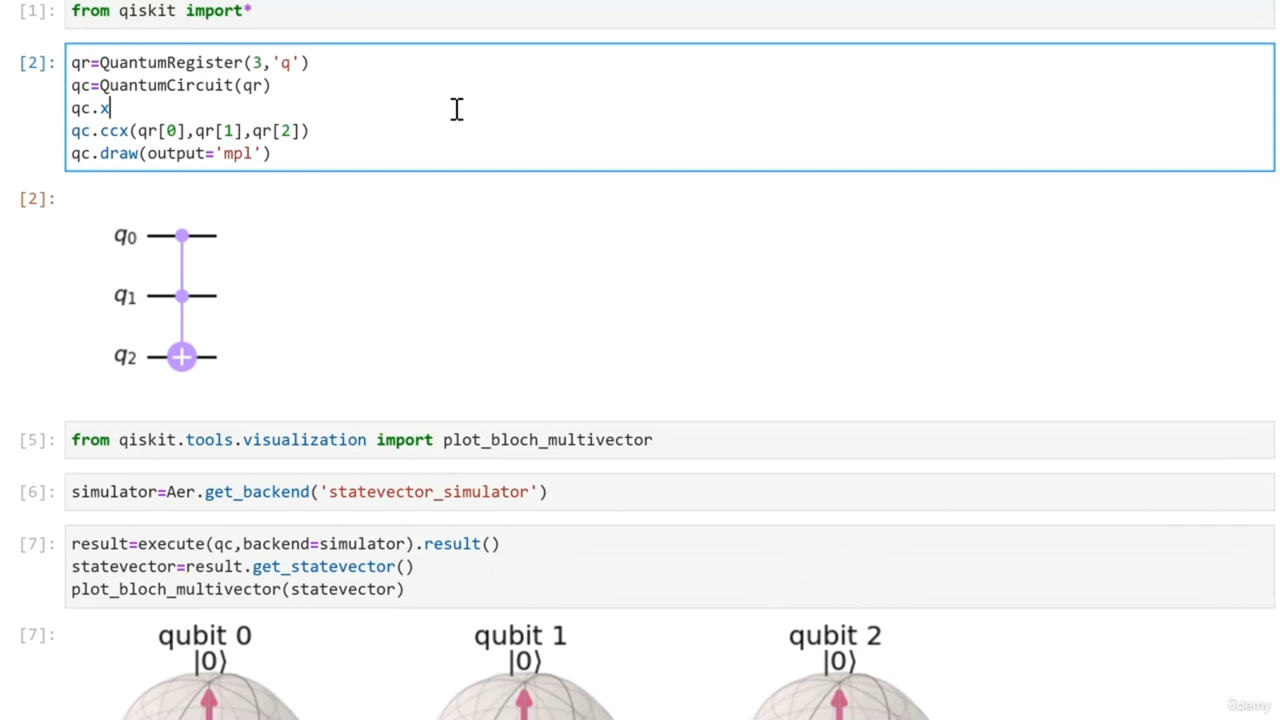 [1]: from qiskit import*
[2]: qr=QuantumRegister(3,'q')
qc=QuantumCircuit(qr)
qc.x
qc.ccx(qr[0],qr[1],qr[2])
qc.draw(output='mpl')
[2]:
q0
q1
q2
[5]: from qiskit.tools.visualization import plot_bloch_multivector
[6]: simulator=Aer.get_backend('statevector_simulator')
[7]: result=execute(qc,backend=simulator).result()
statevector=result.get_statevector()
plot_bloch_multivector(statevector)
[7]: qubit 0 qubit 1 qubit 2
|0⟩ |0⟩ |0⟩
ûdemy